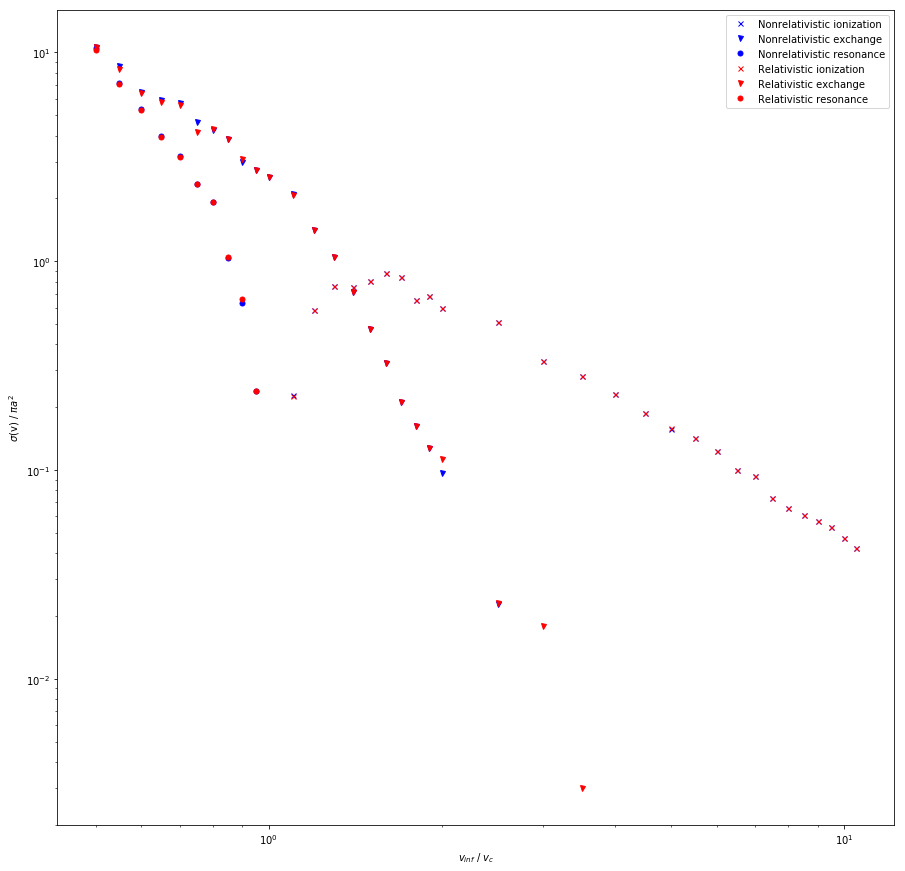 Nonrelativistic ionization
Nonrelativistic exchange
Nonrelativistic resonance
Relativistic ionization
Relativistic exchange
Relativistic resonance
10¹
10⁰
10⁻¹
10⁻²
σ(v) / πa²
10⁰
10¹
v_inf / v_c